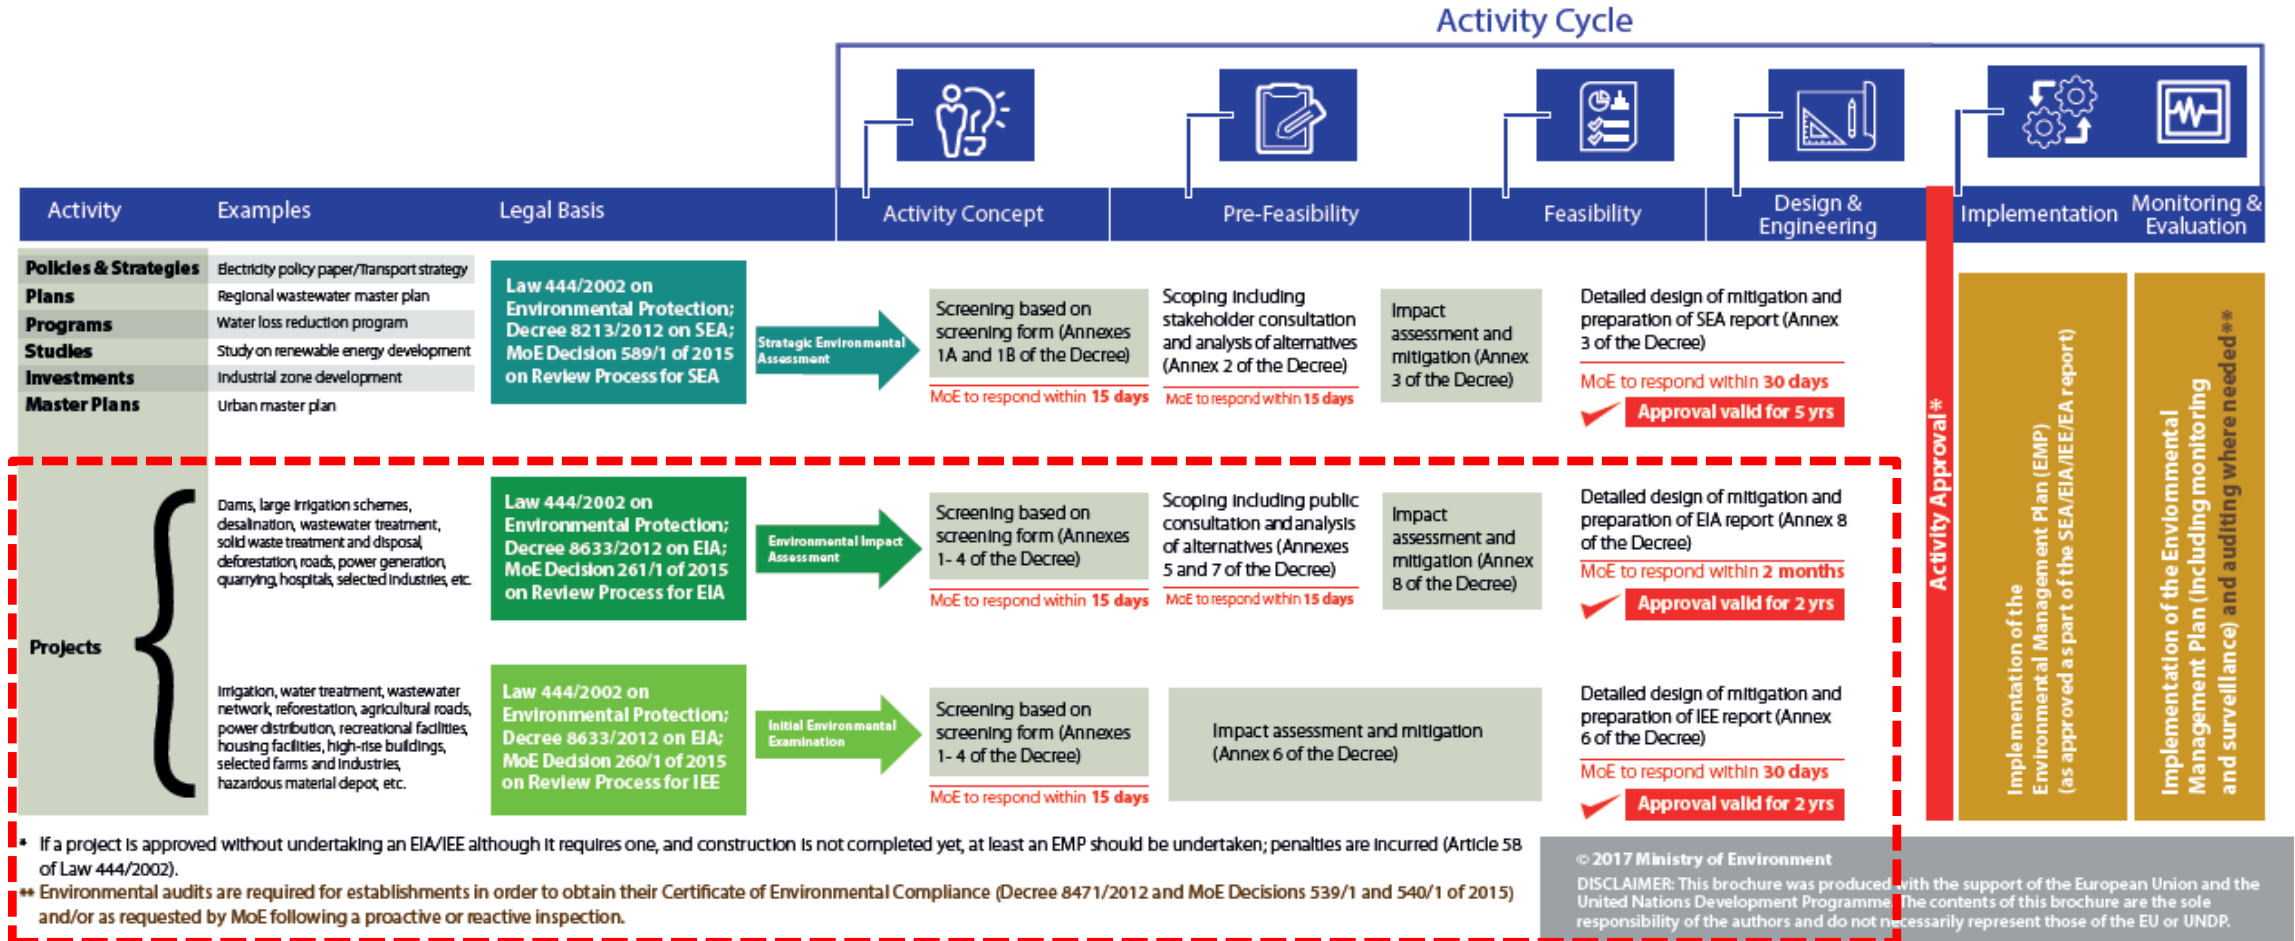 Activity Cycle
Activity
Examples
Legal Basis
Activity Concept
Pre-Feasibility
Feasibility
Design &
Engineering
Implementation
Monitoring &
Evaluation
Policies & Strategies
Electricity policy paper/Transport strategy
Plans
Regional wastewater master plan
Programs
Water loss reduction program
Studies
Study on renewable energy development
Investments
Industrial zone development
Master Plans
Urban master plan
Law 444/2002 on
Environmental Protection;
Decree 8213/2012 on SEA;
MoE Decision 589/1 of 2015
on Review Process for SEA
Strategic Environmental
Assessment
Screening based on
screening form (Annexes
1A and 1B of the Decree)
MoE to respond within 15 days
Scoping including
stakeholder consultation
and analysis of alternatives
(Annex 2 of the Decree)
MoE to respond within 15 days
Impact
assessment and
mitigation (Annex
3 of the Decree)
Detailed design of mitigation and
preparation of SEA report (Annex
3 of the Decree)
MoE to respond within 30 days
Approval valid for 5 yrs
Projects
Dams, large irrigation schemes,
desalination, wastewater treatment,
solid waste treatment and disposal,
deforestation, roads, power generation,
quarrying, hospitals, selected industries, etc.
Law 444/2002 on
Environmental Protection;
Decree 8633/2012 on EIA;
MoE Decision 261/1 of 2015
on Review Process for EIA
Environmental Impact
Assessment
Screening based on
screening form (Annexes
1- 4 of the Decree)
MoE to respond within 15 days
Scoping including public
consultation and analysis
of alternatives (Annexes
5 and 7 of the Decree)
MoE to respond within 15 days
Impact
assessment and
mitigation (Annex
8 of the Decree)
Detailed design of mitigation and
preparation of EIA report (Annex 8
of the Decree)
MoE to respond within 2 months
Approval valid for 2 yrs
Irrigation, water treatment, wastewater
network, reforestation, agricultural roads,
power distribution, recreational facilities,
housing facilities, high-rise buildings,
selected farms and industries,
hazardous material depot, etc.
Law 444/2002 on
Environmental Protection;
Decree 8633/2012 on EIA;
MoE Decision 260/1 of 2015
on Review Process for IEE
Initial Environmental
Examination
Screening based on
screening form (Annexes
1- 4 of the Decree)
MoE to respond within 15 days
Impact assessment and mitigation
(Annex 6 of the Decree)
Detailed design of mitigation and
preparation of IEE report (Annex
6 of the Decree)
MoE to respond within 30 days
Approval valid for 2 yrs
Activity Approval*
Implementation of the
Environmental Management Plan (EMP)
(as approved as part of the SEA/EIA/IEE/EA report)
Implementation of the Enviornmental
Management Plan (including monitoring
and surveillance) and auditing where needed**
* If a project is approved without undertaking an EIA/IEE although it requires one, and construction is not completed yet, at least an EMP should be undertaken; penalties are incurred (Article 58
of Law 444/2002).
** Environmental audits are required for establishments in order to obtain their Certificate of Environmental Compliance (Decree 8471/2012 and MoE Decisions 539/1 and 540/1 of 2015)
and/or as requested by MoE following a proactive or reactive inspection.
© 2017 Ministry of Environment
DISCLAIMER: This brochure was produced with the support of the European Union and the
United Nations Development Programme. The contents of this brochure are the sole
responsibility of the authors and do not necessarily represent those of the EU or UNDP.